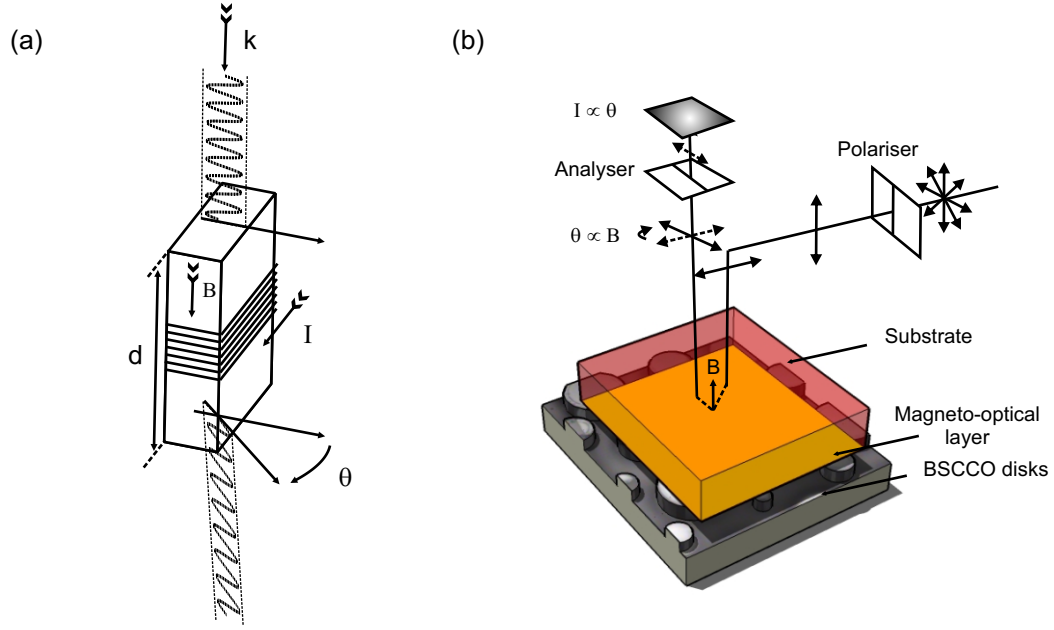 (a)
k
B
I
d
θ
(b)
I ∝ θ
Analyser
Polariser
θ ∝ B
Substrate
B
Magneto-optical
layer
BSCCO disks